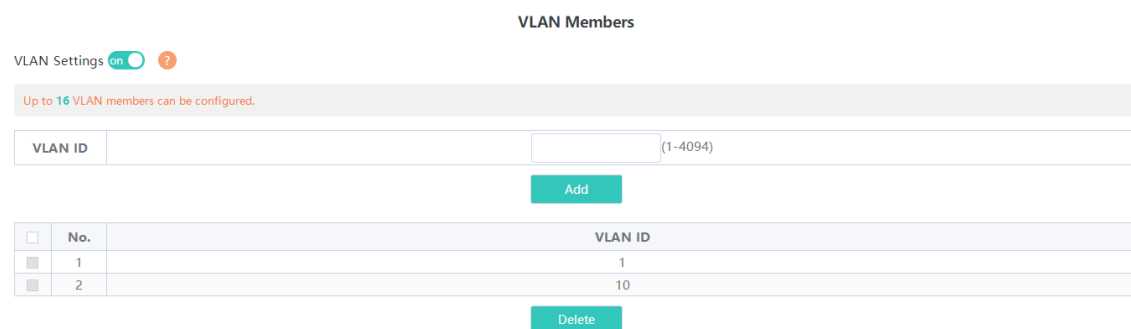 VLAN Members
VLAN Settings on ?
Up to 16 VLAN members can be configured.
VLAN ID (1-4094)
Add
No. VLAN ID
1 1
2 10
Delete